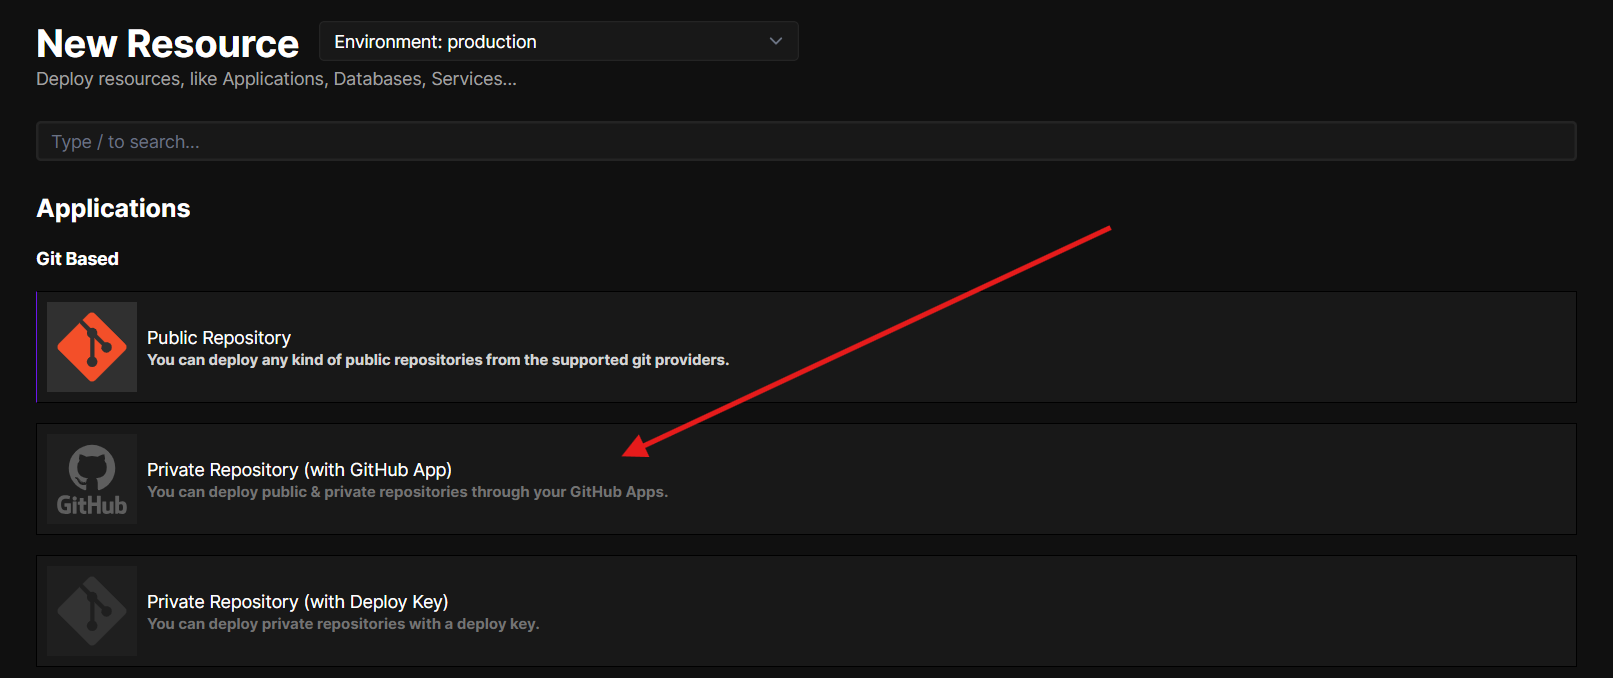 New Resource
Environment: production
Deploy resources, like Applications, Databases, Services...
Type / to search...
Applications
Git Based
Public Repository
You can deploy any kind of public repositories from the supported git providers.
GitHub
Private Repository (with GitHub App)
You can deploy public & private repositories through your GitHub Apps.
Private Repository (with Deploy Key)
You can deploy private repositories with a deploy key.